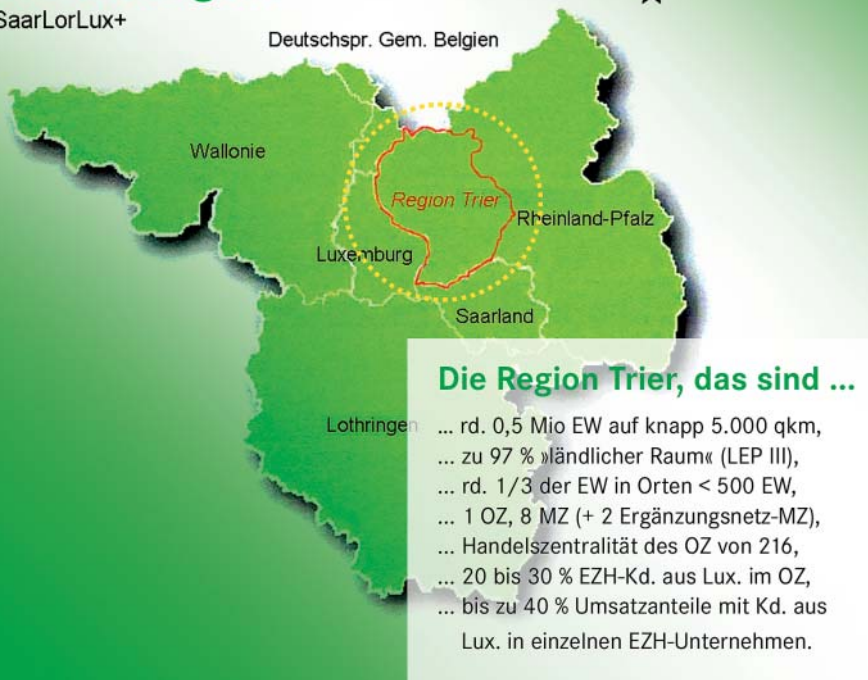 SaarLorLux+
Deutschspr. Gem. Belgien
Wallonie
Region Trier
Rheinland-Pfalz
Luxemburg
Saarland
Lothringen
Die Region Trier, das sind ...
... rd. 0,5 Mio EW auf knapp 5.000 qkm,
... zu 97 % »ländlicher Raum« (LEP III),
... rd. 1/3 der EW in Orten < 500 EW,
... 1 OZ, 8 MZ (+ 2 Ergänzungsnetz-MZ),
... Handelszentralität des OZ von 216,
... 20 bis 30 % EZH-Kd. aus Lux. im OZ,
... bis zu 40 % Umsatzanteile mit Kd. aus
Lux. in einzelnen EZH-Unternehmen.